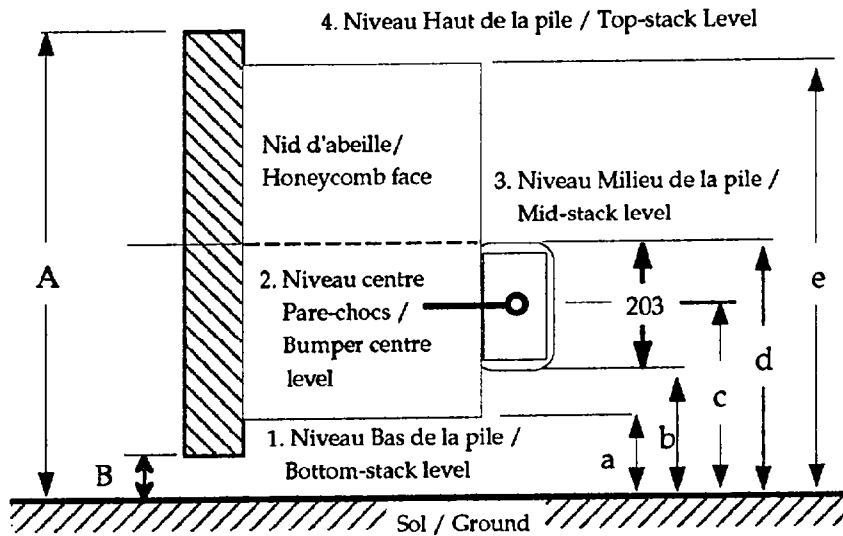 4. Niveau Haut de la pile / Top-stack Level
Nid d'abeille/
Honeycomb face
3. Niveau Milieu de la pile /
Mid-stack level
A
e
2. Niveau centre
Pare-chocs /
Bumper centre
level
203
d
c
b
a
1. Niveau Bas de la pile /
Bottom-stack level
B
Sol / Ground